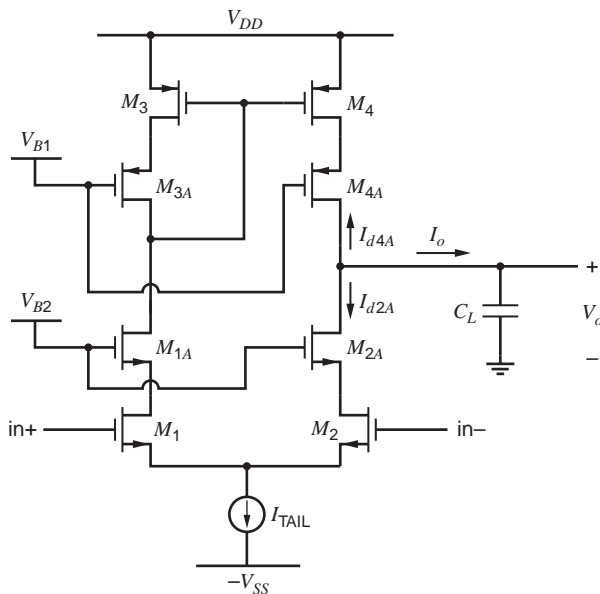 V_DD
M_3
M_4
V_B1
M_3A
M_4A
I_d4A
I_o
+
V_B2
I_d2A
C_L
V_o
M_1A
M_2A
–
in+
M_1
M_2
in–
I_TAIL
–V_SS